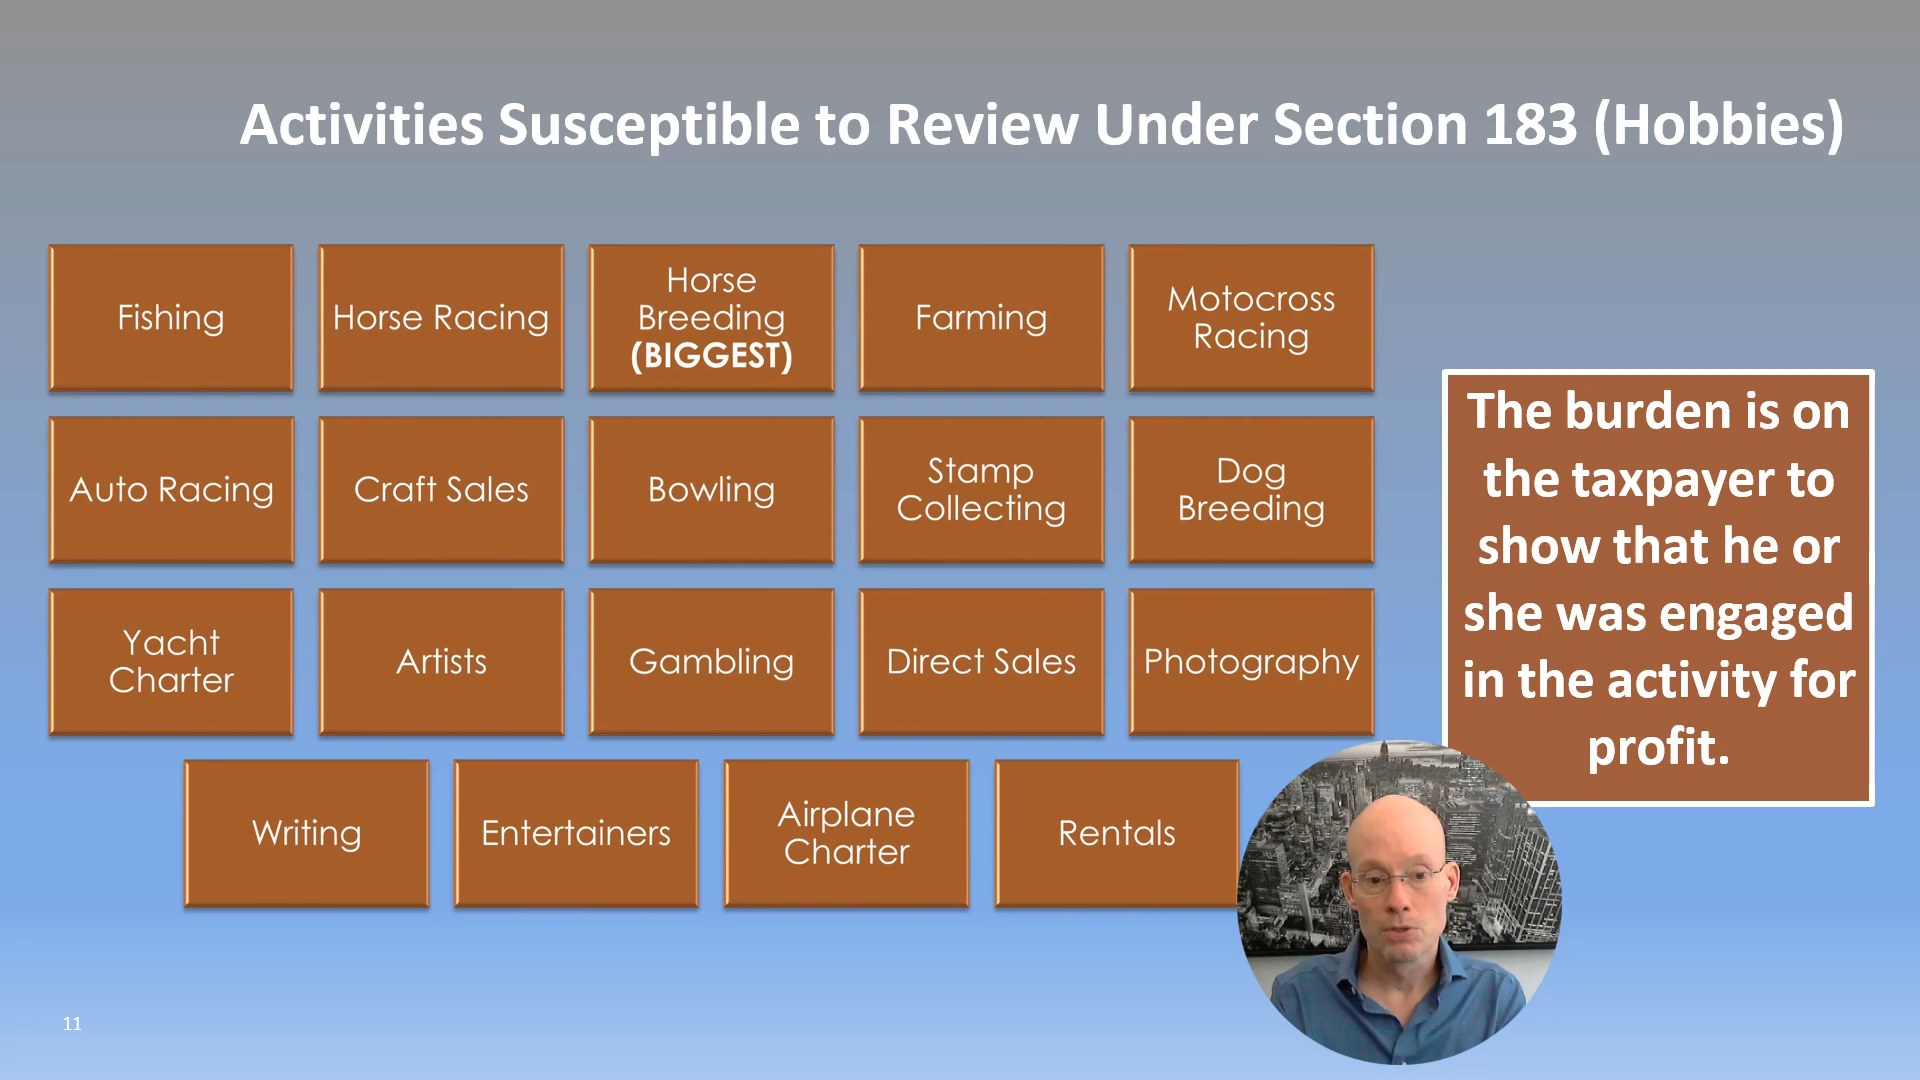 Activities Susceptible to Review Under Section 183 (Hobbies)
Fishing
Horse Racing
Horse
Breeding
(BIGGEST)
Farming
Motocross
Racing
Auto Racing
Craft Sales
Bowling
Stamp
Collecting
Dog
Breeding
Yacht
Charter
Artists
Gambling
Direct Sales
Photography
Writing
Entertainers
Airplane
Charter
Rentals
The burden is on
the taxpayer to
show that he or
she was engaged
in the activity for
profit.
11